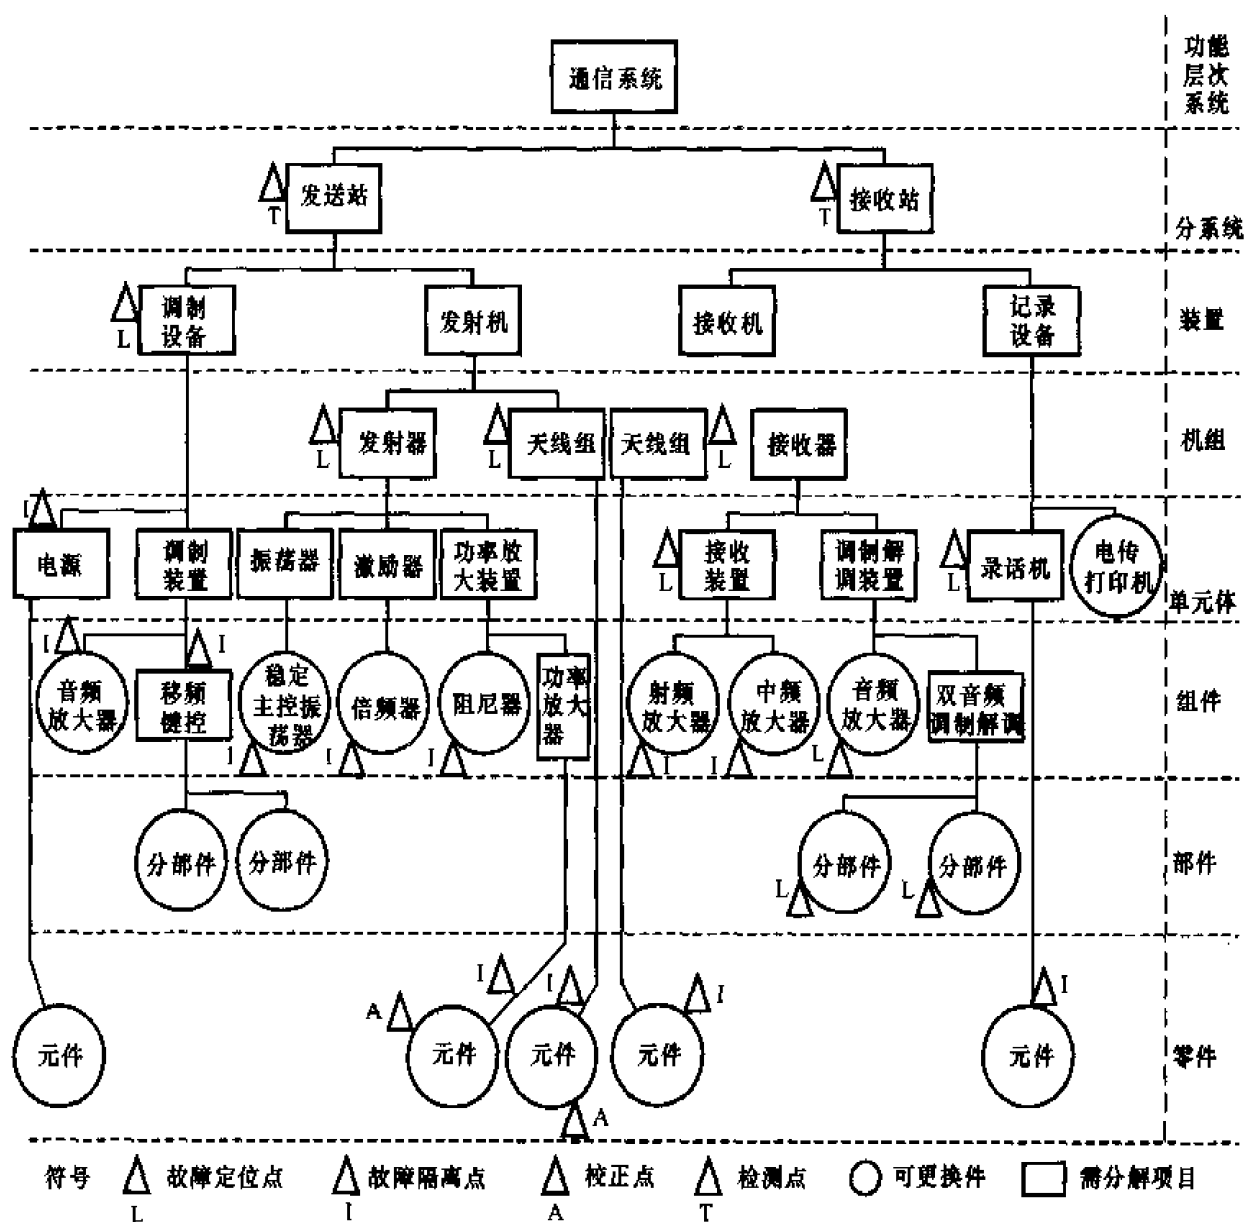 通信系统
功能
层次
系统
T
发送站
T
接收站
分系统
L
调制
设备
发射机
接收机
记录
设备
装置
L
发射器
L
天线组
天线组
L
接收器
机组
I
电源
调制
装置
振荡器
激励器
功率放
大装置
L
接收
装置
调制解
调装置
L
录话机
电传
打印机
单元体
I
音频
放大器
I
移频
键控
稳定
主控振
荡器
I
倍频器
I
阻尼器
I
功率
放大
器
射频
放大器
I
中频
放大器
I
音频
放大器
L
双音频
调制解调
组件
分部件
分部件
分部件
L
分部件
L
部件
元件
A
I
元件
I
元件
A
元件
I
元件
I
零件
符号
故障定位点
L
故障隔离点
I
校正点
A
检测点
T
可更换件
需分解项目